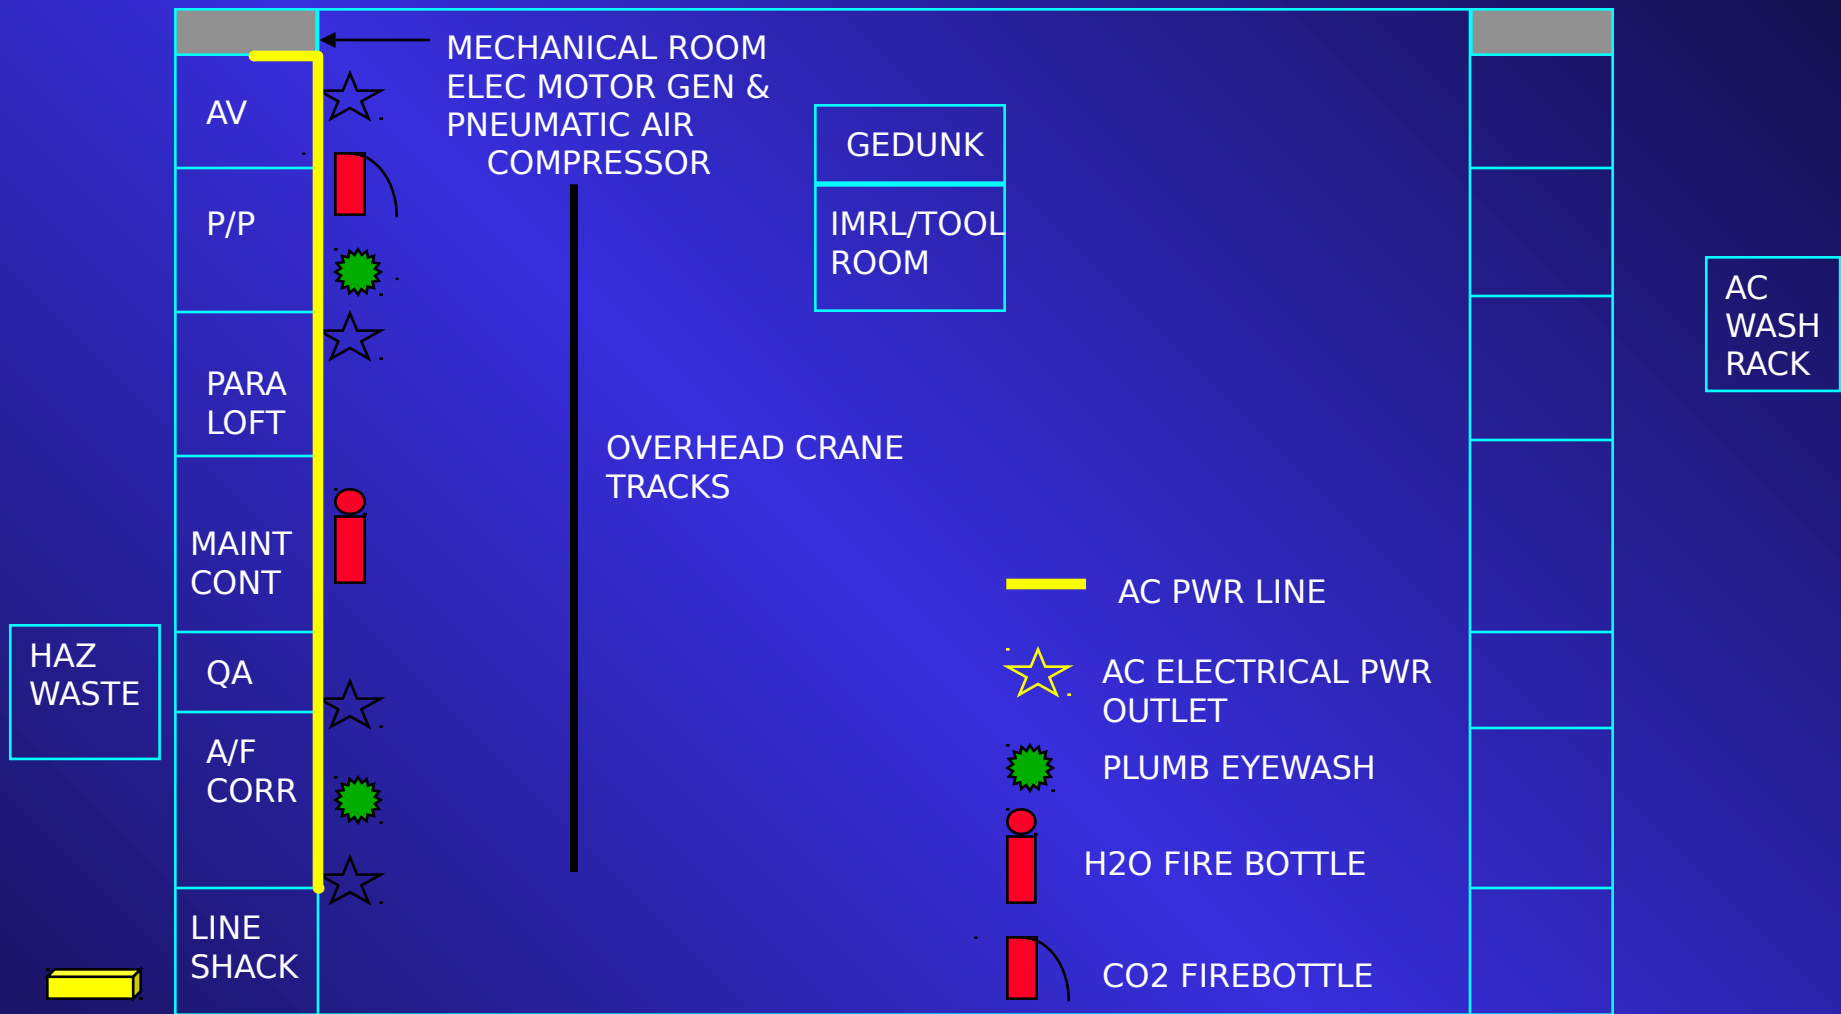 MECHANICAL ROOM
ELEC MOTOR GEN &
PNEUMATIC AIR
COMPRESSOR
AV
P/P
PARA
LOFT
MAINT
CONT
QA
A/F
CORR
LINE
SHACK
HAZ
WASTE
GEDUNK
IMRL/TOOL
ROOM
OVERHEAD CRANE
TRACKS
AC
WASH
RACK
AC PWR LINE
AC ELECTRICAL PWR
OUTLET
PLUMB EYEWASH
H2O FIRE BOTTLE
CO2 FIREBOTTLE